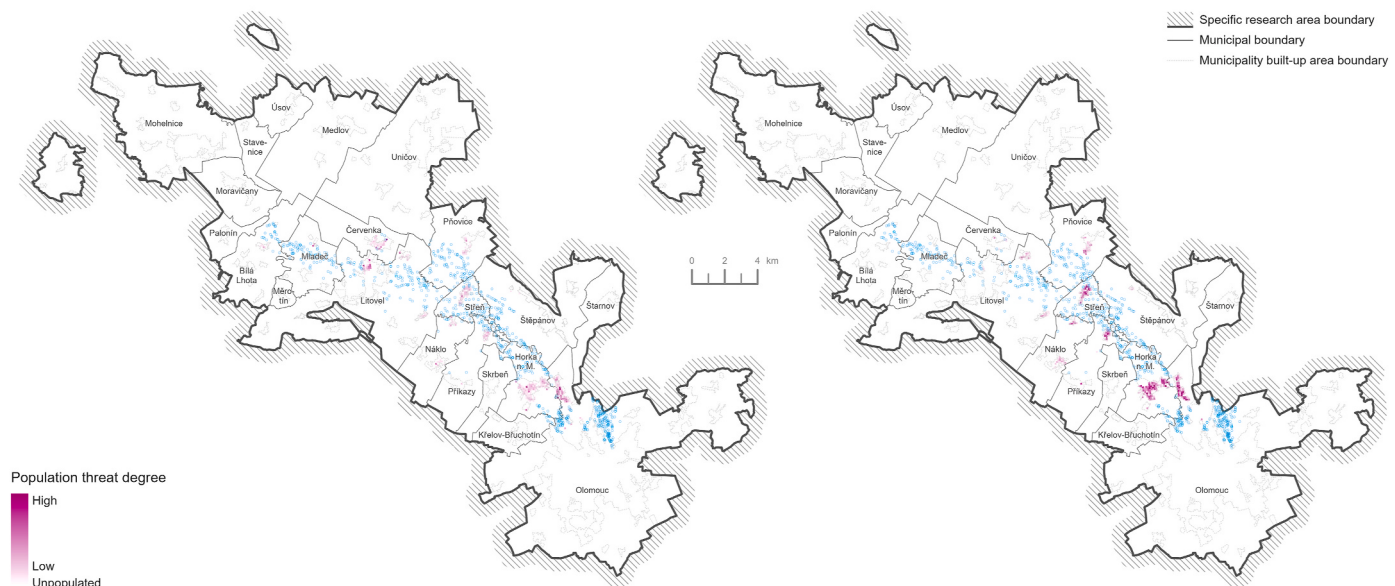 Specific research area boundary
Municipal boundary
Municipality built-up area boundary
Mohelnice
Úsov
Stave-
nice
Medlov
Uničov
Moravičany
Palonín
Červenka
Pňovice
Mladeč
Bílá
Lhota
Měro-
tín
Litovel
Střeň
Štěpánov
Štarnov
Náklo
Horka
n. M.
Skrbeň
Příkazy
Křelov-Břuchotín
Olomouc
0 2 4 km
Mohelnice
Úsov
Stave-
nice
Medlov
Uničov
Moravičany
Palonín
Červenka
Pňovice
Mladeč
Bílá
Lhota
Měro-
tín
Litovel
Střeň
Štěpánov
Štarnov
Náklo
Horka
n. M.
Skrbeň
Příkazy
Křelov-Břuchotín
Olomouc
Population threat degree
High
Low
Unpopulated